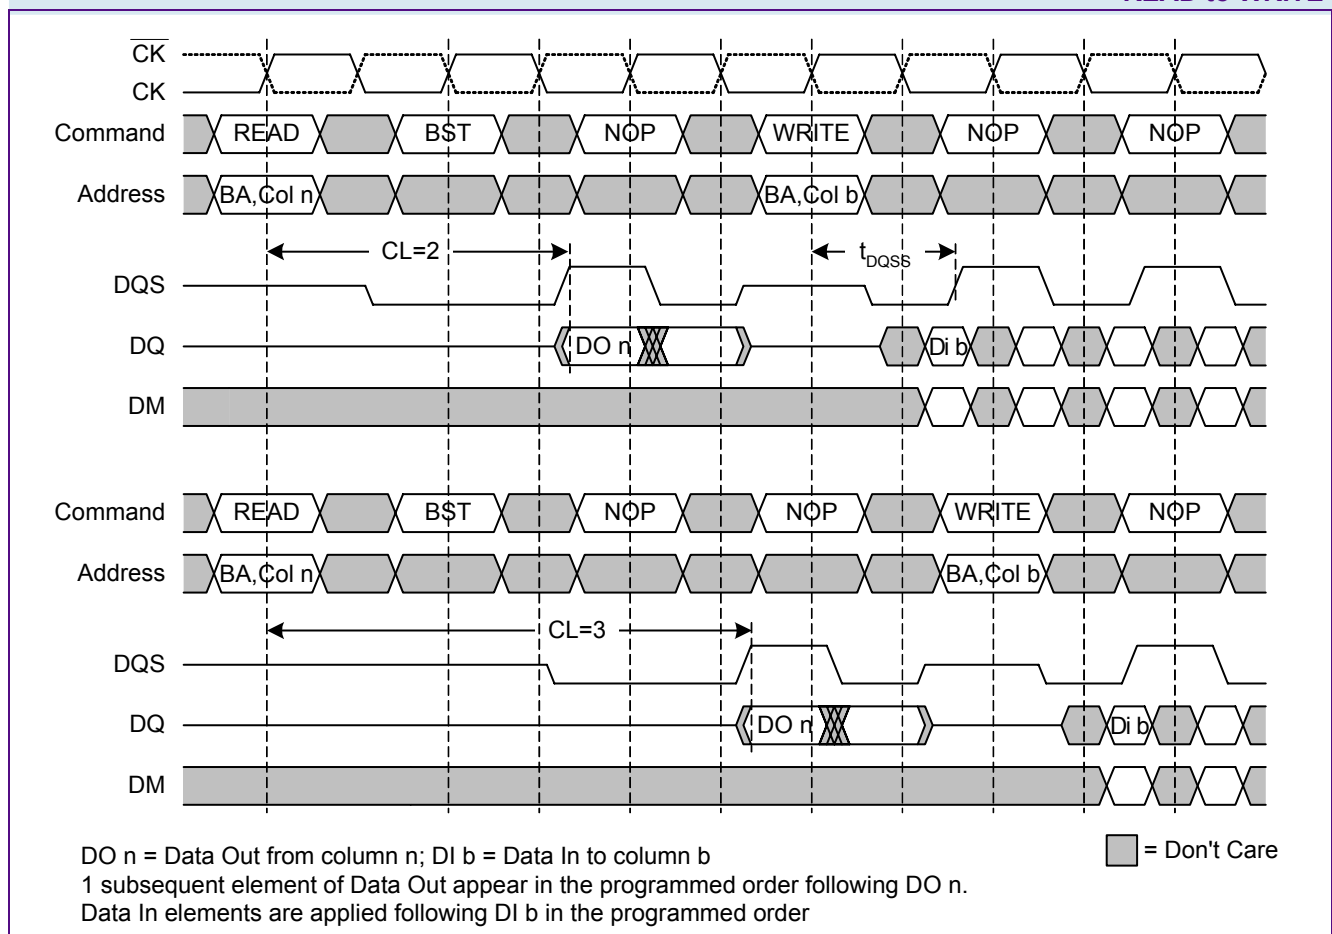 READ to WRITE
CK
CK
Command READ BST NOP WRITE NOP NOP
Address BA,Col n BA,Col b
CL=2 tDQSS
DQS
DQ DO n Di b
DM
Command READ BST NOP NOP WRITE NOP
Address BA,Col n BA,Col b
CL=3
DQS
DQ DO n Di b
DM
DO n = Data Out from column n; DI b = Data In to column b
= Don't Care
1 subsequent element of Data Out appear in the programmed order following DO n.
Data In elements are applied following DI b in the programmed order